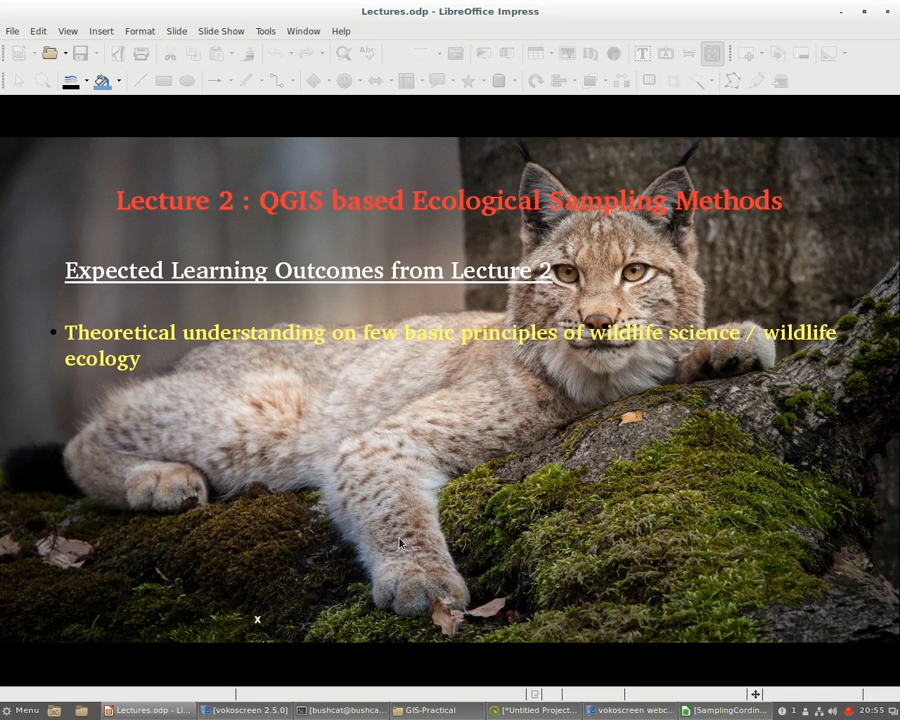 Lectures.odp - LibreOffice Impress
File Edit View Insert Format Slide Slide Show Tools Window Help
Abc
Lecture 2 : QGIS based Ecological Sampling Methods
Expected Learning Outcomes from Lecture 2
• Theoretical understanding on few basic principles of wildlife science / wildlife
ecology
x
Menu Lectures.odp - Li... [vokoscreen 2.5.0] [bushcat@bushca... GIS-Practical [*Untitled Project... vokoscreen webc... [SamplingCordin... 1 20:55